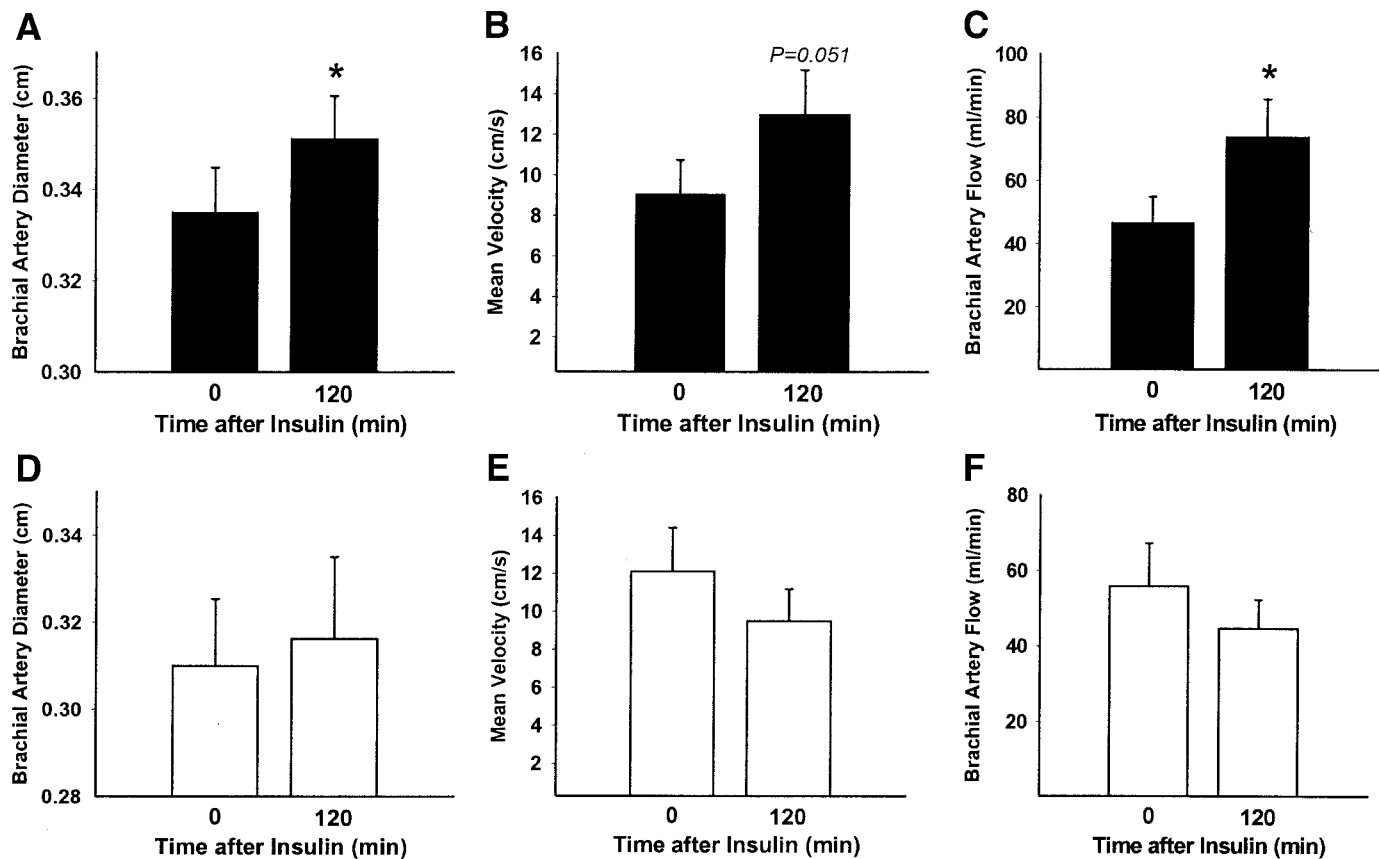 A
Brachial Artery Diameter (cm)
0.36
0.34
0.32
0.30
*
0 120
Time after Insulin (min)
B
Mean Velocity (cm/s)
16
14
12
10
8
6
4
2
P=0.051
0 120
Time after Insulin (min)
C
Brachial Artery Flow (ml/min)
100
80
60
40
20
*
0 120
Time after Insulin (min)
D
Brachial Artery Diameter (cm)
0.34
0.32
0.30
0.28
0 120
Time after Insulin (min)
E
Mean Velocity (cm/s)
16
14
12
10
8
6
4
2
0 120
Time after Insulin (min)
F
Brachial Artery Flow (ml/min)
80
60
40
20
0 120
Time after Insulin (min)